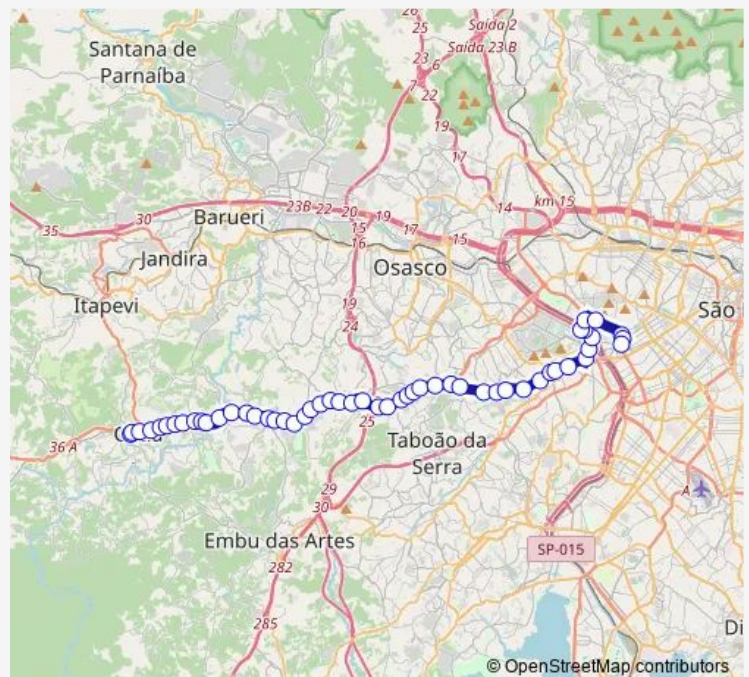 26
25
Saída 2
Saída 23 B
Santana de
Parnaíba
23
6
7
22
19
17
km 15
14
30
23B
22
20
19
17
15
15
16
35
Barueri
Jandira
Osasco
Itapevi
19
24
São
36 A
25
Taboão da
Serra
29
30
A
Embu das Artes
SP-015
282
285
Di
© OpenStreetMap contributors